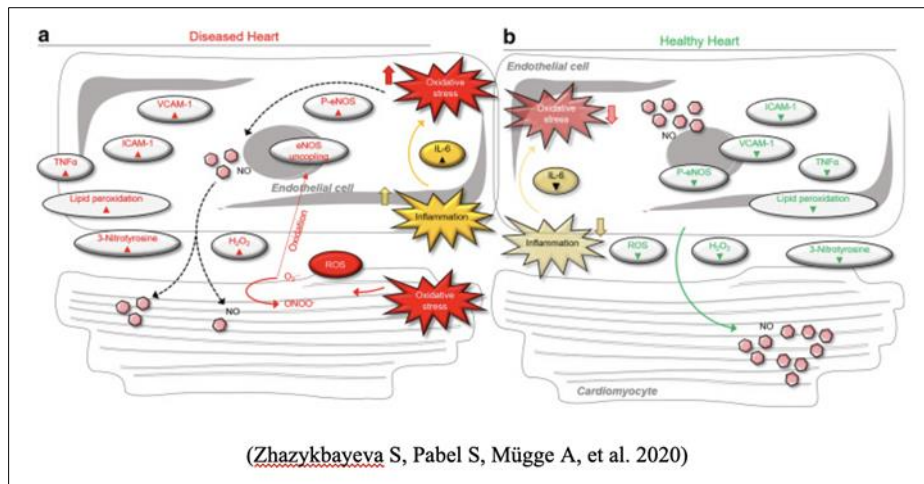 a
Diseased Heart
VCAM-1
ICAM-1
TNFα
Lipid peroxidation
3-Nitrotyrosine
H₂O₂
P-eNOS
eNOS
uncopling
NO
Endothelial cell
Oxidative
stress
IL-6
Inflammation
Oxidation
O₂
ONOO
ROS
Oxidative
stress
NO
b
Healthy Heart
Endothelial cell
Oxidative
stress
IL-6
Inflammation
NO
ICAM-1
VCAM-1
P-eNOS
TNFα
Lipid peroxidation
ROS
H₂O₂
3-Nitrotyrosine
NO
Cardiomyocyte
(Zhazykbayeva S, Pabel S, Mügge A, et al. 2020)